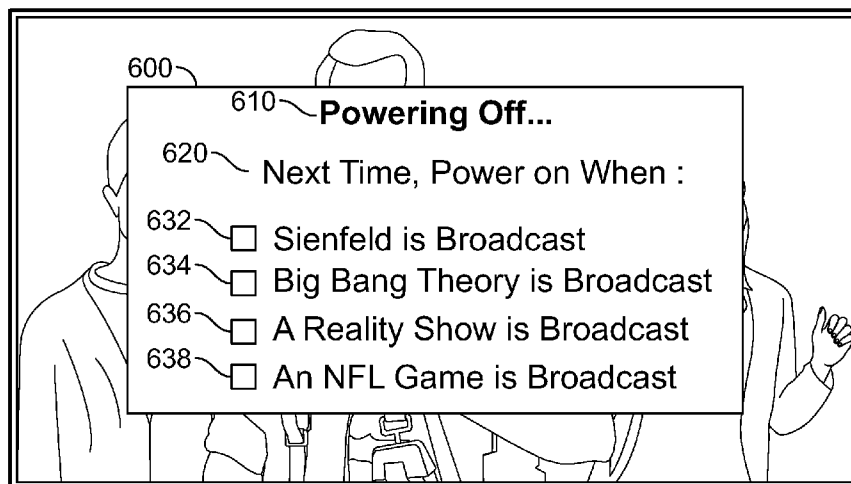 600
610 Powering Off...
620 Next Time, Power on When :
632 Sienfeld is Broadcast
634 Big Bang Theory is Broadcast
636 A Reality Show is Broadcast
638 An NFL Game is Broadcast